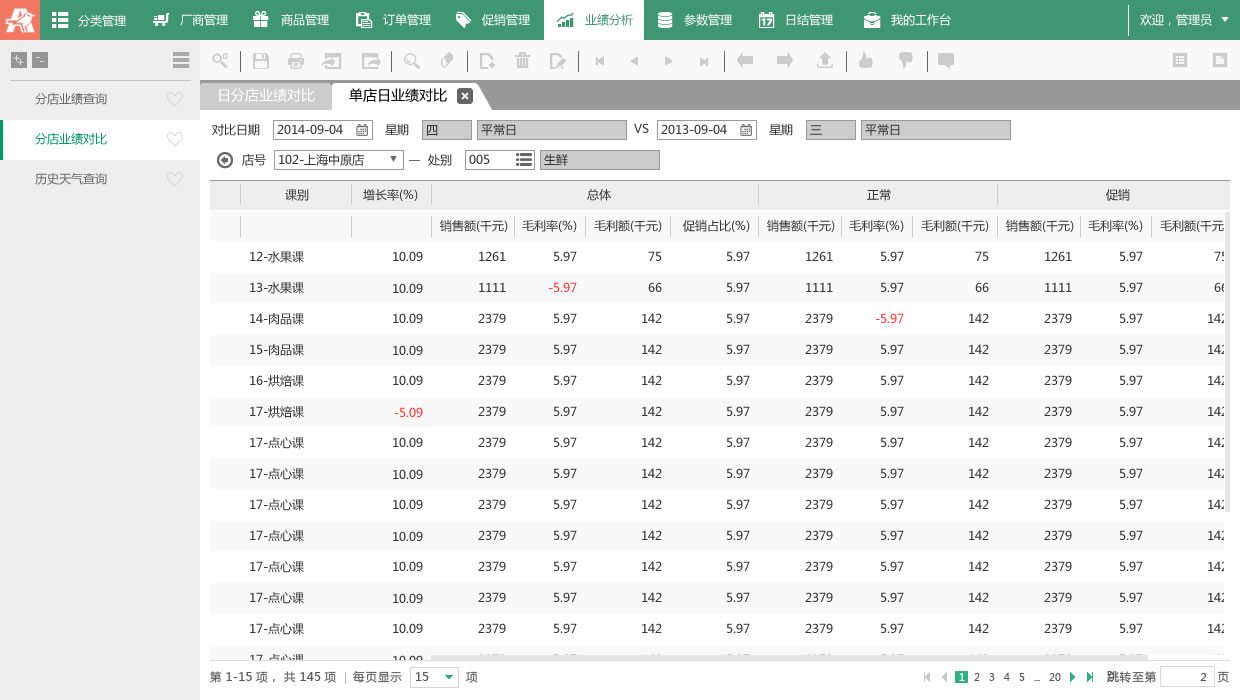 分类管理 厂商管理 商品管理 订单管理 促销管理 业绩分析 参数管理 日结管理 我的工作台 欢迎，管理员
分店业绩查询
分店业绩对比
历史天气查询
日分店业绩对比 单店日业绩对比
对比日期 2014-09-04 星期 四 平常日 VS 2013-09-04 星期 三 平常日
店号 102-上海中原店 — 处别 005 生鲜
课别 增长率(%) 总体 正常 促销
销售额(千元) 毛利率(%) 毛利额(千元) 促销占比(%) 销售额(千元) 毛利率(%) 毛利额(千元) 销售额(千元) 毛利率(%) 毛利额(千元
12-水果课 10.09 1261 5.97 75 5.97 1261 5.97 75 1261 5.97 75
13-水果课 10.09 1111 -5.97 66 5.97 1111 5.97 66 1111 5.97 66
14-肉品课 10.09 2379 5.97 142 5.97 2379 -5.97 142 2379 5.97 142
15-肉品课 10.09 2379 5.97 142 5.97 2379 5.97 142 2379 5.97 142
16-烘焙课 10.09 2379 5.97 142 5.97 2379 5.97 142 2379 5.97 142
17-烘焙课 -5.09 2379 5.97 142 5.97 2379 5.97 142 2379 5.97 142
17-点心课 10.09 2379 5.97 142 5.97 2379 5.97 142 2379 5.97 142
17-点心课 10.09 2379 5.97 142 5.97 2379 5.97 142 2379 5.97 142
17-点心课 10.09 2379 5.97 142 5.97 2379 5.97 142 2379 5.97 142
17-点心课 10.09 2379 5.97 142 5.97 2379 5.97 142 2379 5.97 142
17-点心课 10.09 2379 5.97 142 5.97 2379 5.97 142 2379 5.97 142
17-点心课 10.09 2379 5.97 142 5.97 2379 5.97 142 2379 5.97 142
17-点心课 10.09 2379 5.97 142 5.97 2379 5.97 142 2379 5.97 142
17-点心课 10.09
第 1-15 项，共 145 项 | 每页显示 15 项 1 2 3 4 5 ... 20 跳转至第 2 页